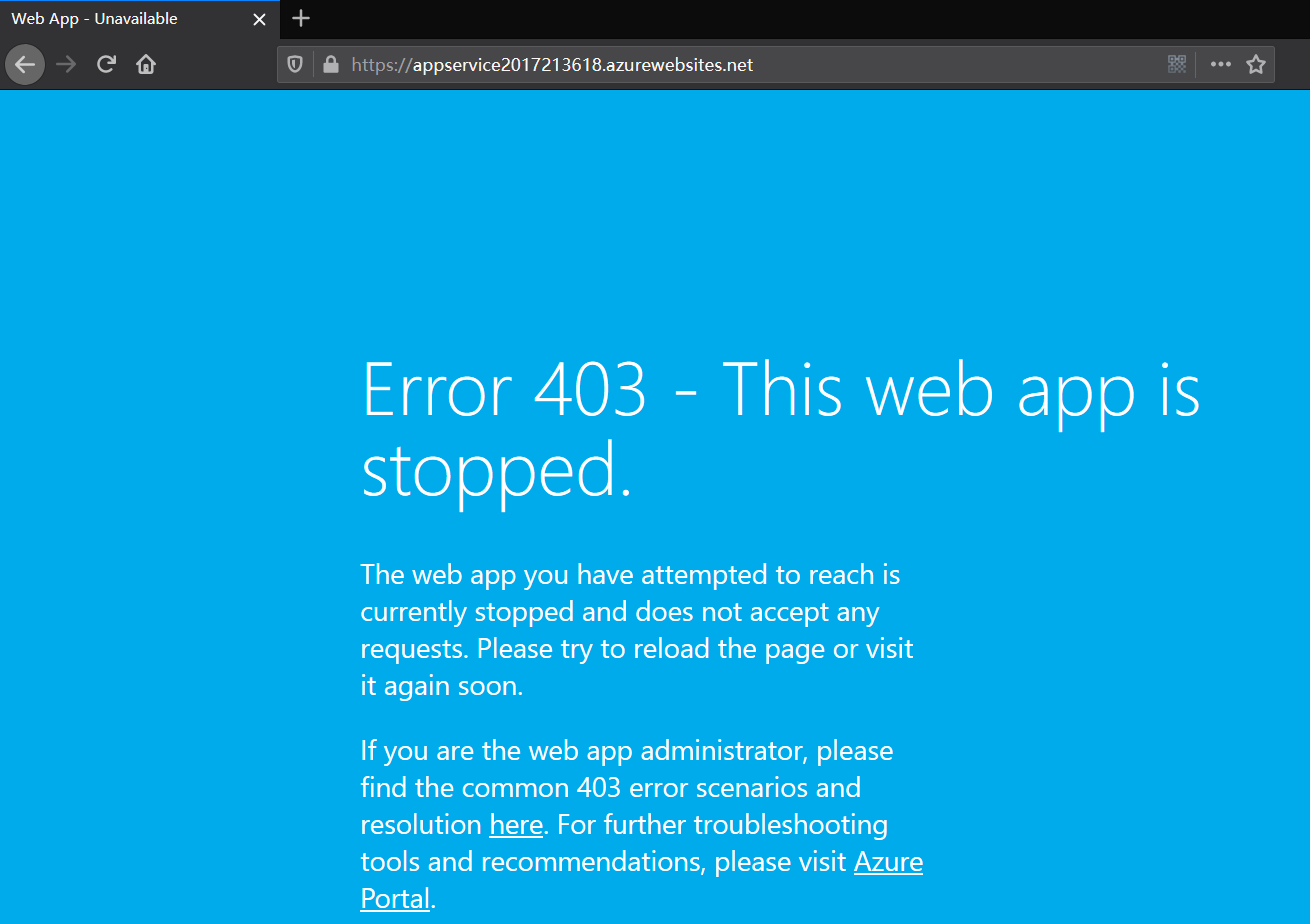 Web App - Unavailable
https://appservice2017213618.azurewebsites.net
Error 403 - This web app is
stopped.
The web app you have attempted to reach is
currently stopped and does not accept any
requests. Please try to reload the page or visit
it again soon.
If you are the web app administrator, please
find the common 403 error scenarios and
resolution here. For further troubleshooting
tools and recommendations, please visit Azure
Portal.